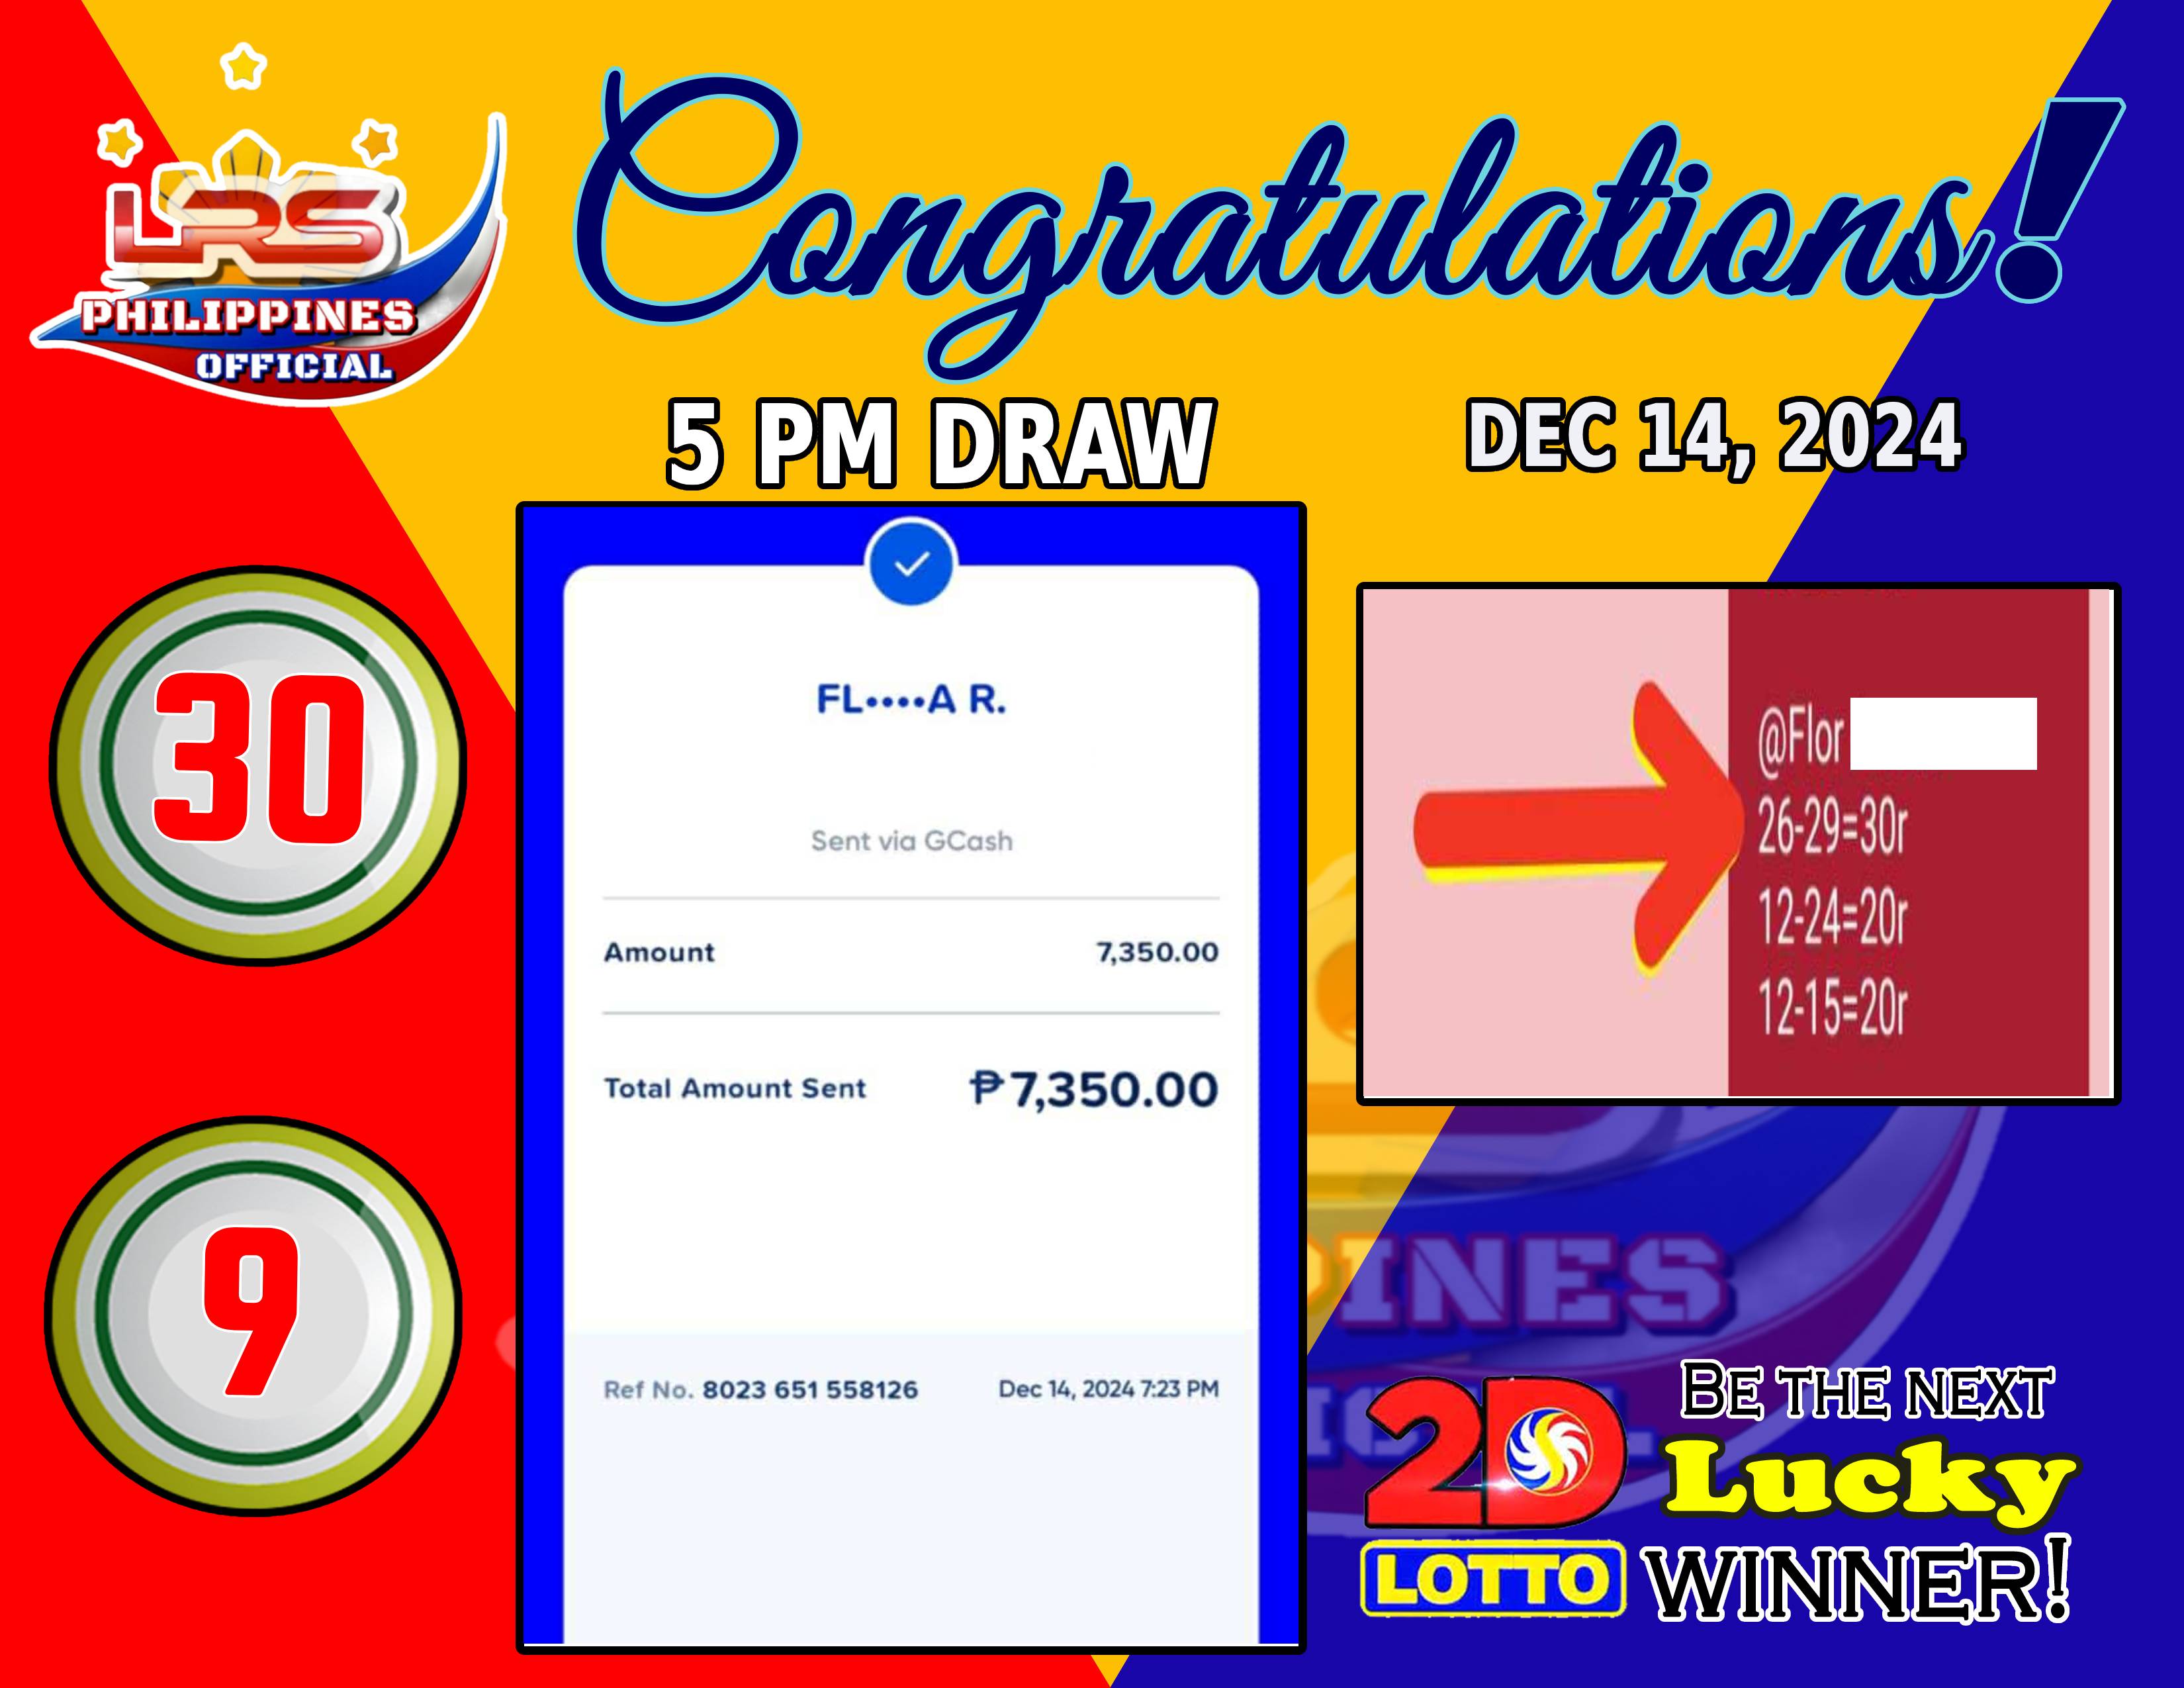 LRS
PHILIPPINES
OFFICIAL
Congratulations!
5 PM DRAW
DEC 14, 2024
30
9
FL••••A R.
Sent via GCash
Amount 7,350.00
Total Amount Sent ₱7,350.00
Ref No. 8023 651 558126 Dec 14, 2024 7:23 PM
@Flor
26-29=30r
12-24=20r
12-15=20r
PINES
2D
LOTTO
BE THE NEXT
Lucky
WINNER!